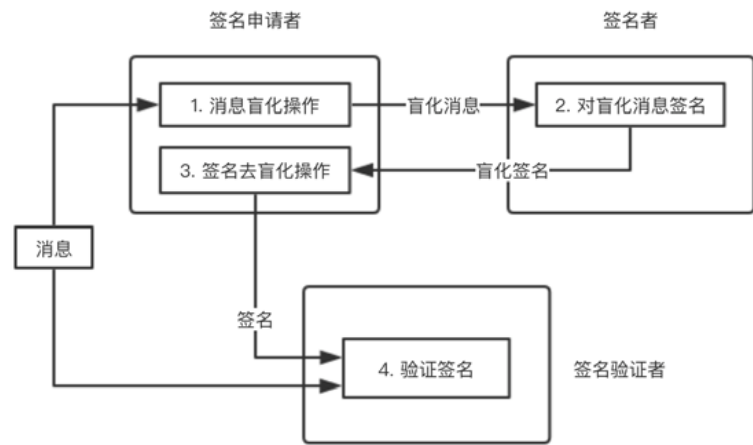 签名申请者
签名者
1. 消息盲化操作
盲化消息
2. 对盲化消息签名
3. 签名去盲化操作
盲化签名
消息
签名
4. 验证签名
签名验证者